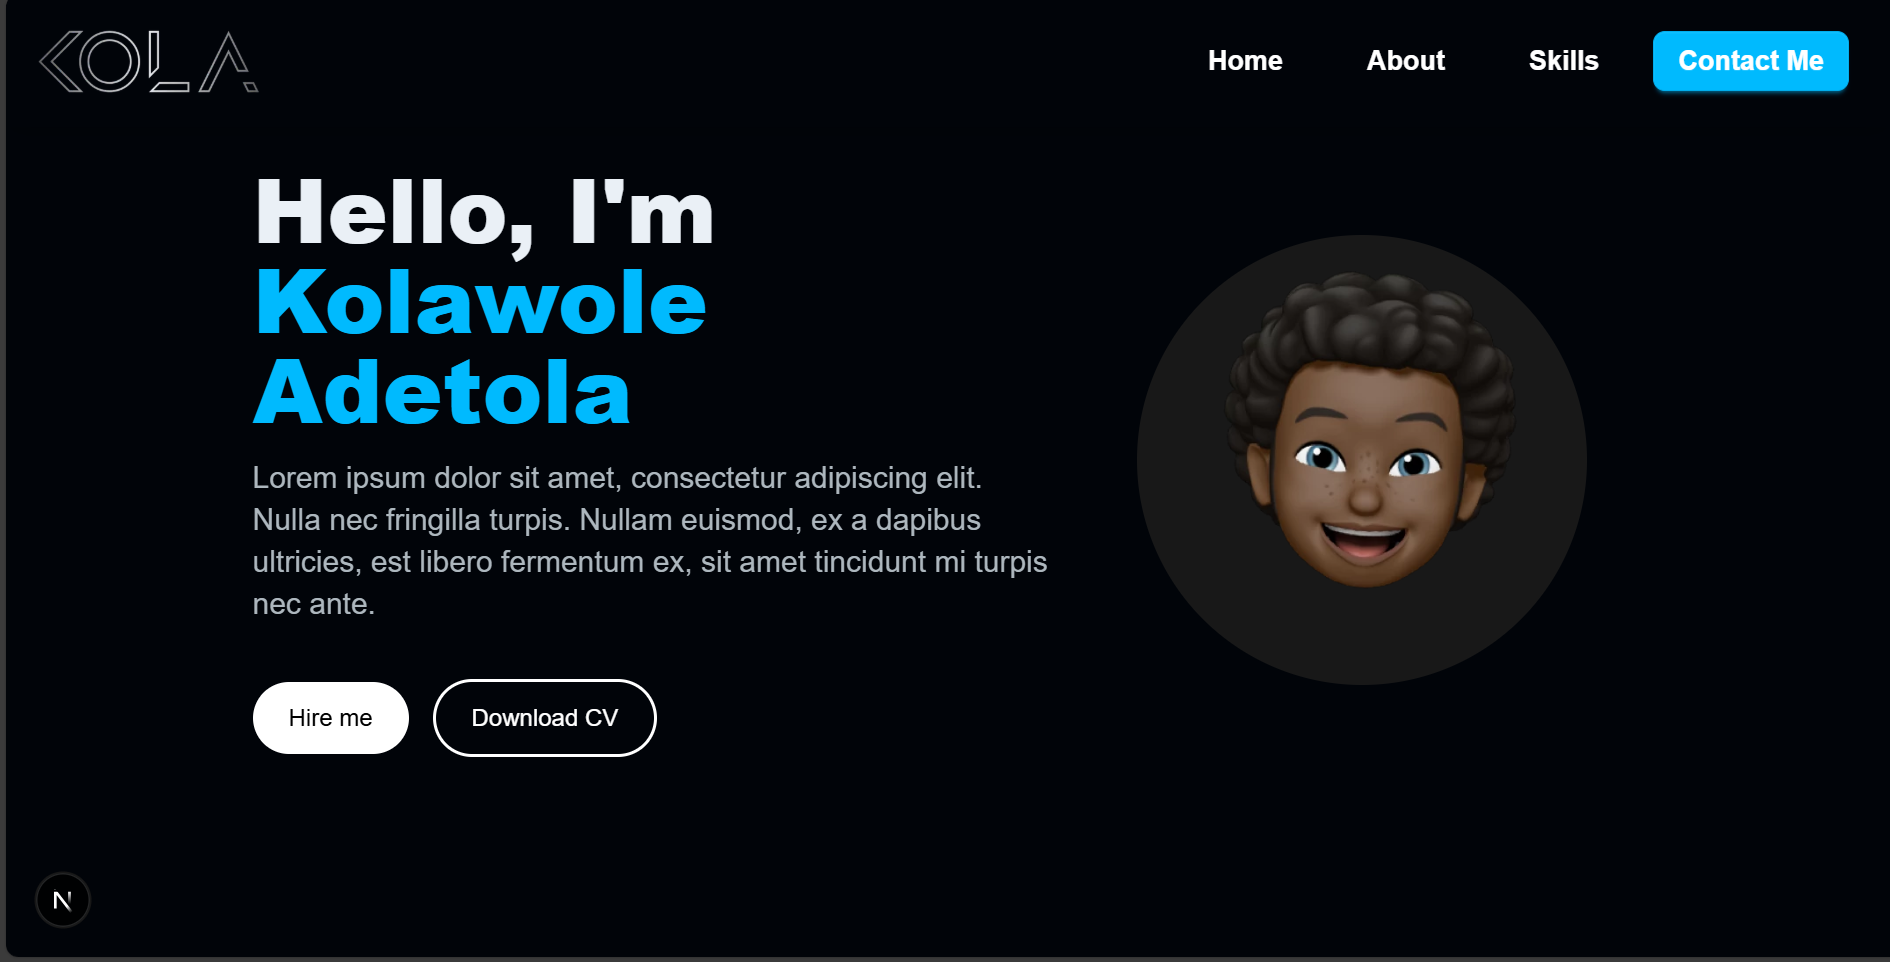 KOLA.
Home
About
Skills
Contact Me
Hello, I'm
Kolawole
Adetola
Lorem ipsum dolor sit amet, consectetur adipiscing elit.
Nulla nec fringilla turpis. Nullam euismod, ex a dapibus
ultricies, est libero fermentum ex, sit amet tincidunt mi turpis
nec ante.
Hire me
Download CV
N